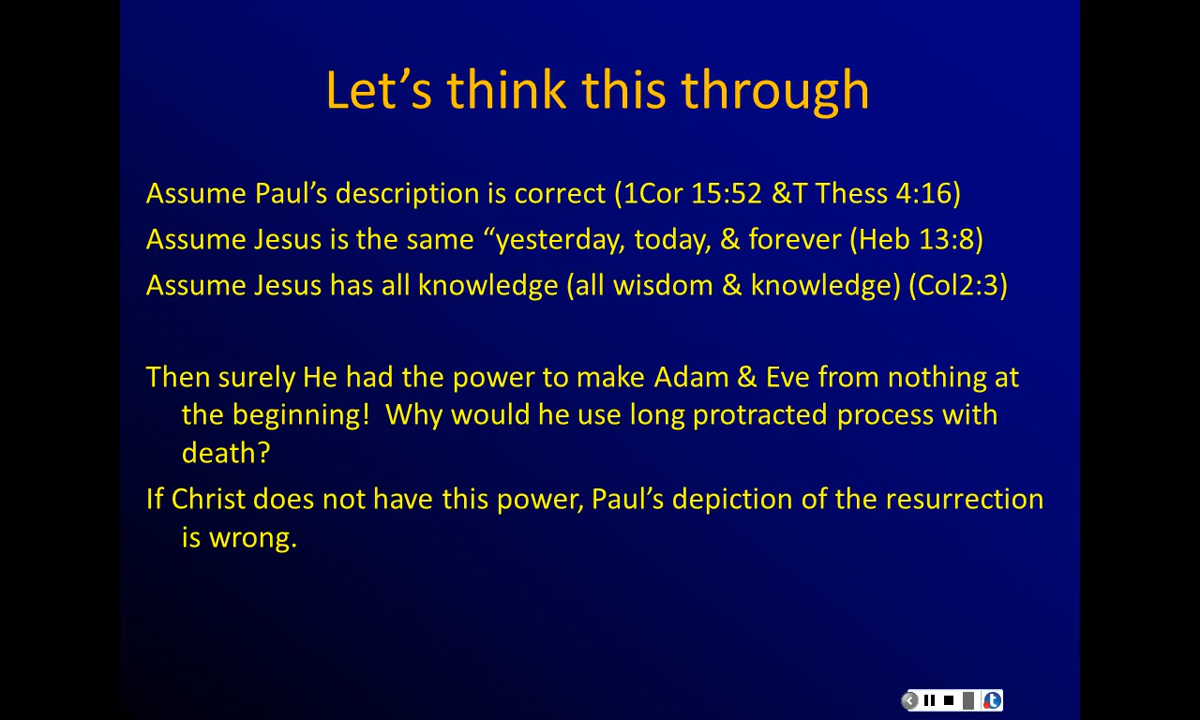 Let’s think this through
Assume Paul’s description is correct (1Cor 15:52 &T Thess 4:16)
Assume Jesus is the same “yesterday, today, & forever (Heb 13:8)
Assume Jesus has all knowledge (all wisdom & knowledge) (Col2:3)
Then surely He had the power to make Adam & Eve from nothing at
the beginning!  Why would he use long protracted process with
death?
If Christ does not have this power, Paul’s depiction of the resurrection
is wrong.